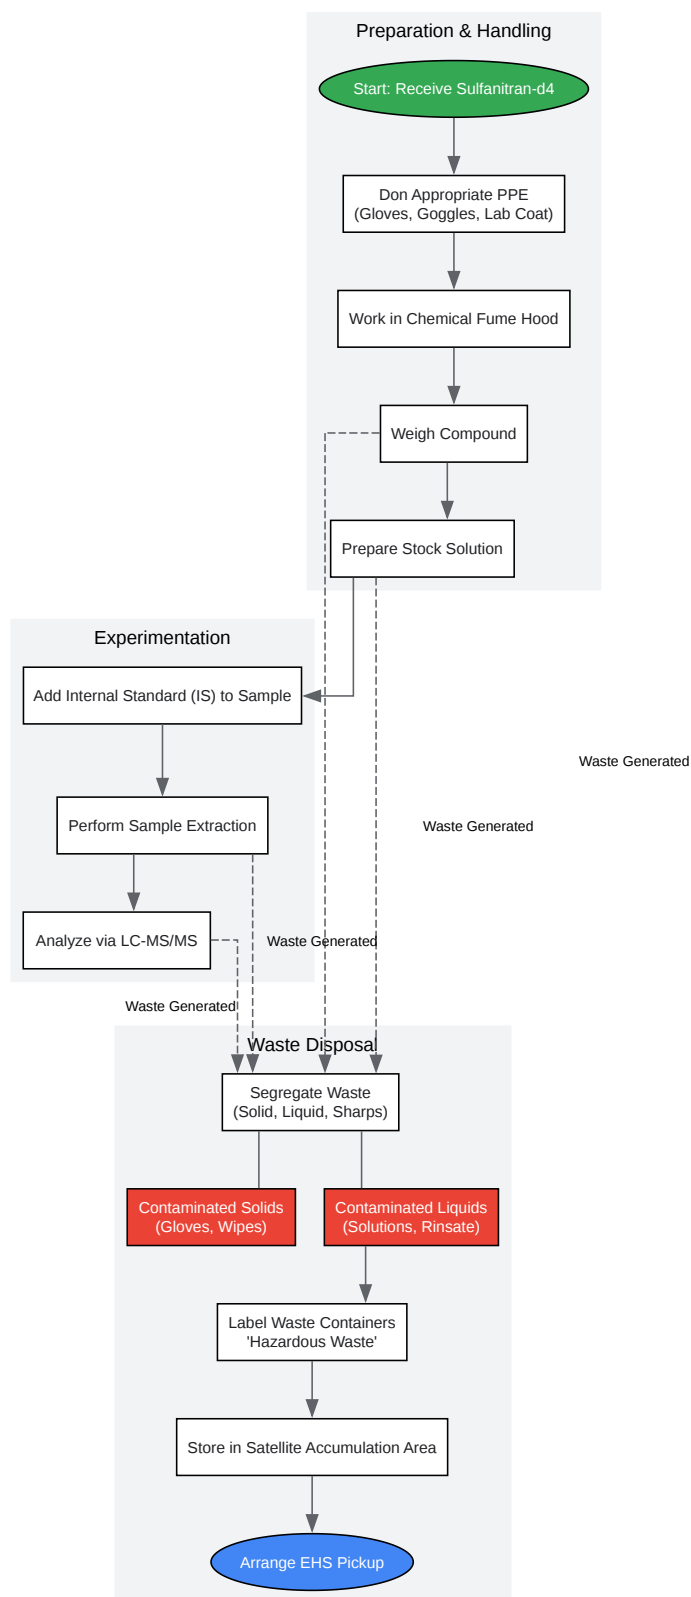 Preparation & Handling
Start: Receive Sulfanitran-d4
Don Appropriate PPE
(Gloves, Goggles, Lab Coat)
Work in Chemical Fume Hood
Weigh Compound
Prepare Stock Solution
Experimentation
Add Internal Standard (IS) to Sample
Waste Generated
Waste Generated
Perform Sample Extraction
Analyze via LC-MS/MS
Waste Generated
Waste Generated
Waste Disposal
Segregate Waste
(Solid, Liquid, Sharps)
Contaminated Solids
(Gloves, Wipes)
Contaminated Liquids
(Solutions, Rinsate)
Label Waste Containers
'Hazardous Waste'
Store in Satellite Accumulation Area
Arrange EHS Pickup